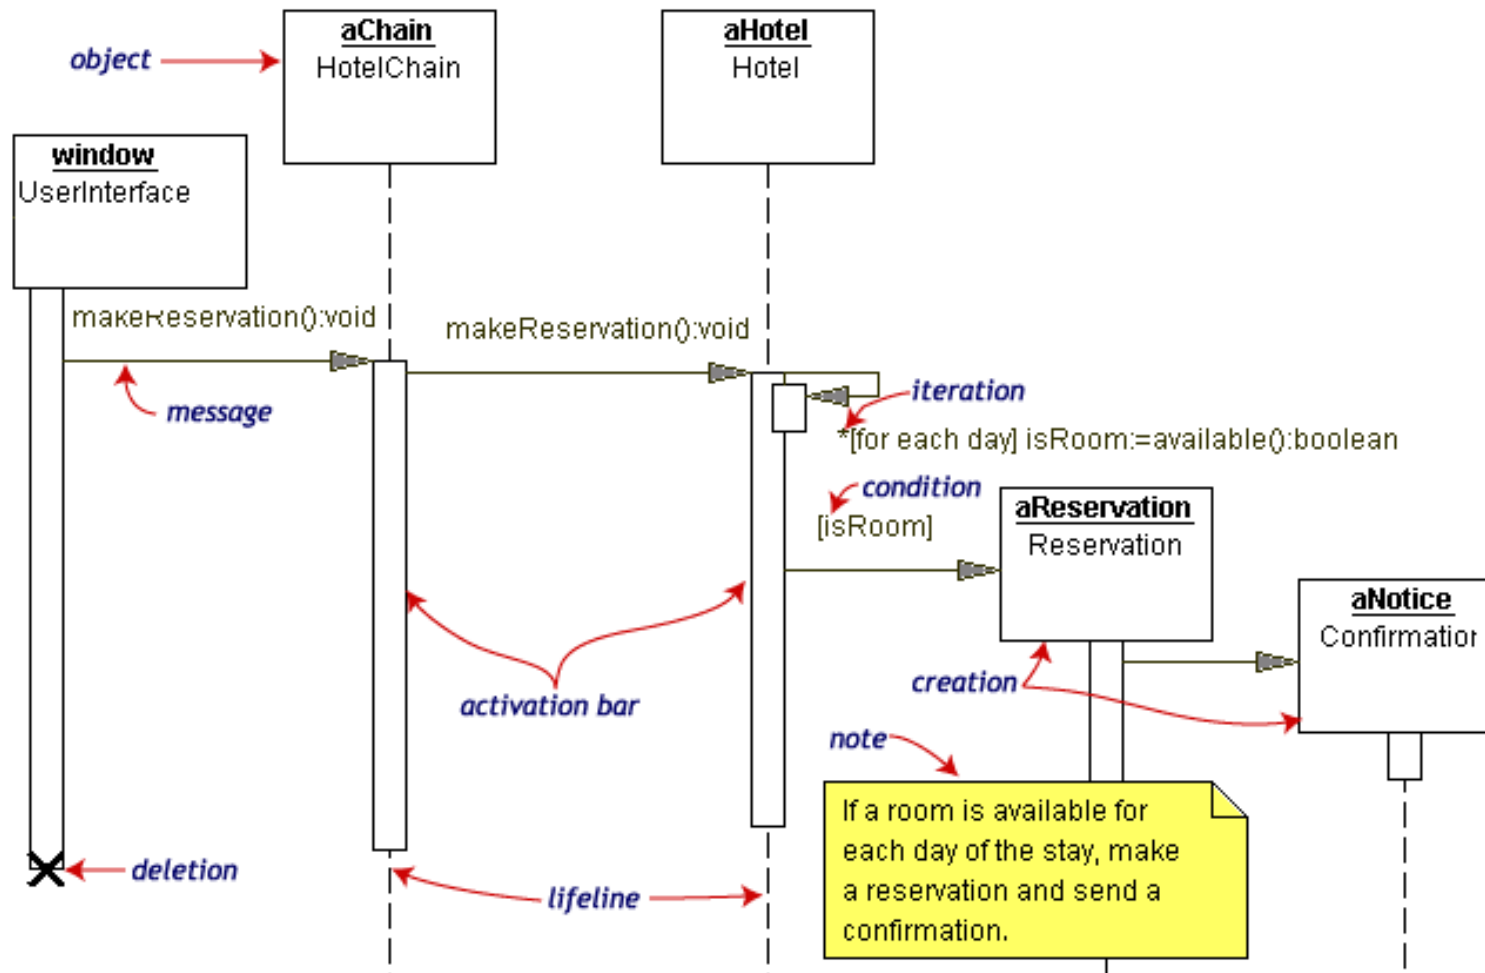 aChain
HotelChain
aHotel
Hotel
object
window
UserInterface
makeReservation():void
makeReservation():void
message
iteration
*[for each day] isRoom:=available():boolean
condition
[isRoom]
aReservation
Reservation
aNotice
Confirmation
activation bar
creation
note
If a room is available for
each day of the stay, make
a reservation and send a
confirmation.
deletion
lifeline